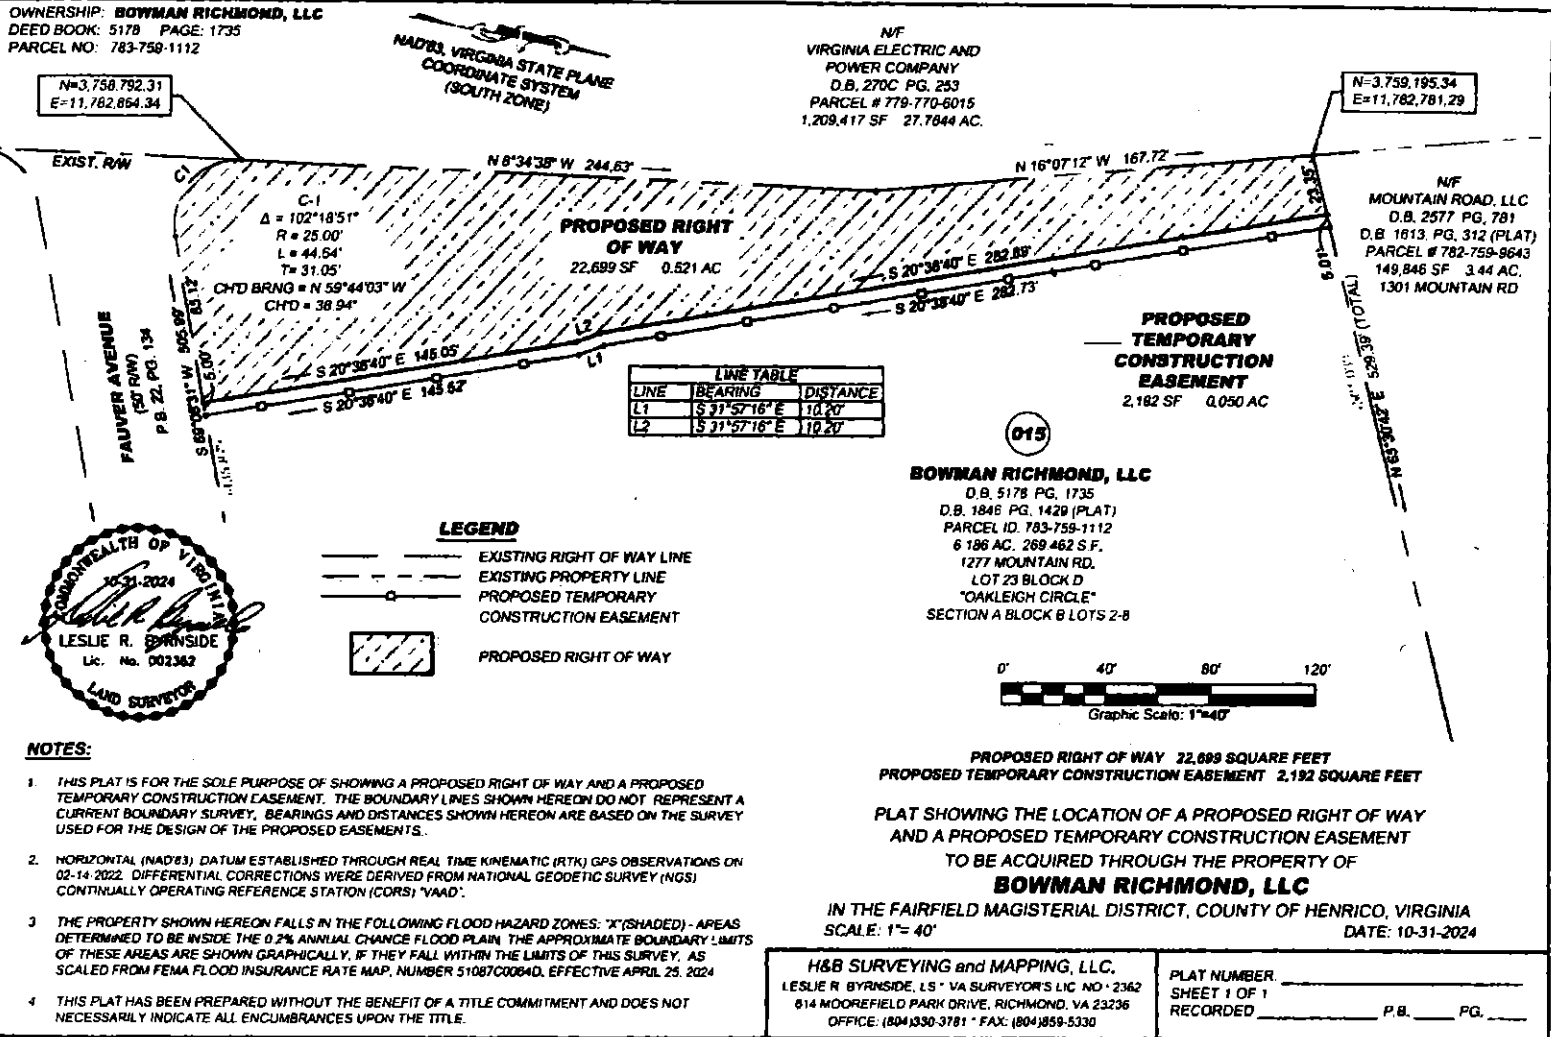 OWNERSHIP: BOWMAN RICHMOND, LLC
DEED BOOK: 5178 PAGE: 1735
PARCEL NO: 783-759-1112
N=3,758,792.31
E=11,782,864.34
NAD'83, VIRGINIA STATE PLANE
COORDINATE SYSTEM
(SOUTH ZONE)
N/F
VIRGINIA ELECTRIC AND
POWER COMPANY
D.B. 270C PG. 253
PARCEL # 779-770-6015
1,209,417 SF 27.7644 AC.
N=3,759,195.34
E=11,782,781.29
EXIST. R/W
C1
N 8°34'38" W 244.63'
N 16°07'12" W 167.72'
N/F
MOUNTAIN ROAD, LLC
D.B. 2577 PG, 781
D.B 1613, PG, 312 (PLAT)
PARCEL # 782-759-9643
149,846 SF 3.44 AC.
1301 MOUNTAIN RD
C-1
Δ = 102°18'51"
R = 25.00'
L = 44.64'
T= 31.05'
CH'D BRNG = N 59°44'03" W
CH'D = 38.94'
PROPOSED RIGHT
OF WAY
22,699 SF 0.521 AC
S 20°36'40" E 282.89'
S 20°36'40" E 282.73'
L2
L1
S 20°36'40" E 145.05'
S 20°36'40" E 145.62'
FAUVER AVENUE
(50' R/W)
P.B. 22, PG. 134
S 69°06'31" W 505.99'
65.12'
5.00'
(TOTAL)
PROPOSED
TEMPORARY
CONSTRUCTION
EASEMENT
2,192 SF 0.050 AC
LINE TABLE
LINE BEARING DISTANCE
L1 S 31°57'16" E 10.20'
L2 S 31°57'16" E 10.20'
015
BOWMAN RICHMOND, LLC
D.B. 5178 PG, 1735
D.B. 1846 PG, 1429 (PLAT)
PARCEL ID. 783-759-1112
6 186 AC. 269 462 S.F.
1277 MOUNTAIN RD.
LOT 23 BLOCK D
"OAKLEIGH CIRCLE"
SECTION A BLOCK B LOTS 2-8
LEGEND
EXISTING RIGHT OF WAY LINE
EXISTING PROPERTY LINE
PROPOSED TEMPORARY
CONSTRUCTION EASEMENT
PROPOSED RIGHT OF WAY
COMMONWEALTH OF VIRGINIA
10-31-2024
LESLIE R. BYRNSIDE
Lic. No. 002362
LAND SURVEYOR
0' 40' 80' 120'
Graphic Scale: 1"=40'
NOTES:
1. THIS PLAT IS FOR THE SOLE PURPOSE OF SHOWING A PROPOSED RIGHT OF WAY AND A PROPOSED
TEMPORARY CONSTRUCTION EASEMENT. THE BOUNDARY LINES SHOWN HEREON DO NOT REPRESENT A
CURRENT BOUNDARY SURVEY, BEARINGS AND DISTANCES SHOWN HEREON ARE BASED ON THE SURVEY
USED FOR THE DESIGN OF THE PROPOSED EASEMENTS.
2. HORIZONTAL (NAD'83) DATUM ESTABLISHED THROUGH REAL TIME KINEMATIC (RTK) GPS OBSERVATIONS ON
02-14-2022. DIFFERENTIAL CORRECTIONS WERE DERIVED FROM NATIONAL GEODETIC SURVEY (NGS)
CONTINUALLY OPERATING REFERENCE STATION (CORS) "VAAD".
3 THE PROPERTY SHOWN HEREON FALLS IN THE FOLLOWING FLOOD HAZARD ZONES: "X"(SHADED) - AREAS
DETERMINED TO BE INSIDE THE 0.2% ANNUAL CHANCE FLOOD PLAIN, THE APPROXIMATE BOUNDARY LIMITS
OF THESE AREAS ARE SHOWN GRAPHICALLY, IF THEY FALL WITHIN THE LIMITS OF THIS SURVEY, AS
SCALED FROM FEMA FLOOD INSURANCE RATE MAP, NUMBER 51087C0064D, EFFECTIVE APRIL 25, 2024
4 THIS PLAT HAS BEEN PREPARED WITHOUT THE BENEFIT OF A TITLE COMMITMENT AND DOES NOT
NECESSARILY INDICATE ALL ENCUMBRANCES UPON THE TITLE.
PROPOSED RIGHT OF WAY 22,699 SQUARE FEET
PROPOSED TEMPORARY CONSTRUCTION EASEMENT 2,192 SQUARE FEET
PLAT SHOWING THE LOCATION OF A PROPOSED RIGHT OF WAY
AND A PROPOSED TEMPORARY CONSTRUCTION EASEMENT
TO BE ACQUIRED THROUGH THE PROPERTY OF
BOWMAN RICHMOND, LLC
IN THE FAIRFIELD MAGISTERIAL DISTRICT, COUNTY OF HENRICO, VIRGINIA
SCALE: 1"= 40' DATE: 10-31-2024
H&B SURVEYING and MAPPING, LLC.
LESLIE R BYRNSIDE, LS * VA SURVEYOR'S LIC NO * 2362
614 MOOREFIELD PARK DRIVE, RICHMOND, VA 23236
OFFICE: (804)330-3781 * FAX: (804)859-5330
PLAT NUMBER
SHEET 1 OF 1
RECORDED P.B. PG.